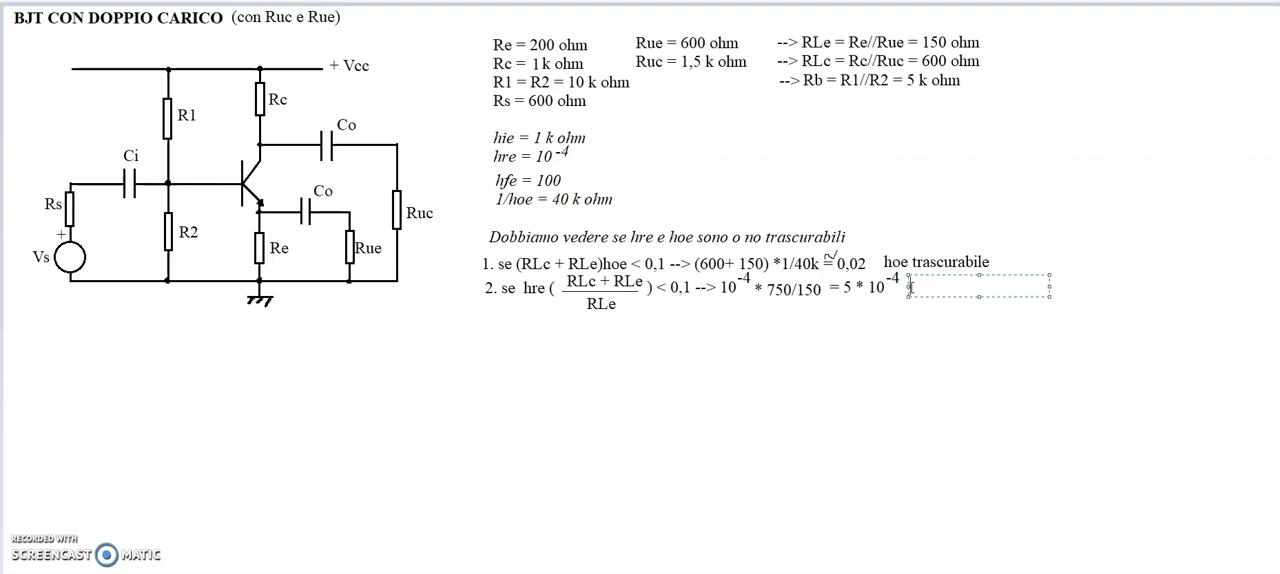 BJT CON DOPPIO CARICO (con Ruc e Rue)
+ Vcc
Rc
R1
Co
Ci
Co
Rs
Ruc
+
R2
Re
Rue
Vs
Re = 200 ohm Rue = 600 ohm --> RLe = Re//Rue = 150 ohm
Rc = 1k ohm Ruc = 1,5 k ohm --> RLc = Rc//Ruc = 600 ohm
R1 = R2 = 10 k ohm --> Rb = R1//R2 = 5 k ohm
Rs = 600 ohm
hie = 1 k ohm
hre = 10 -4
hfe = 100
1/hoe = 40 k ohm
Dobbiamo vedere se hre e hoe sono o no trascurabili
1. se (RLc + RLe)hoe < 0,1 --> (600+ 150) *1/40k ≅ 0,02 hoe trascurabile
2. se hre ( RLc + RLe / RLe ) < 0,1 --> 10 -4 * 750/150 = 5 * 10 -4
RECORDED WITH
SCREENCAST MATIC